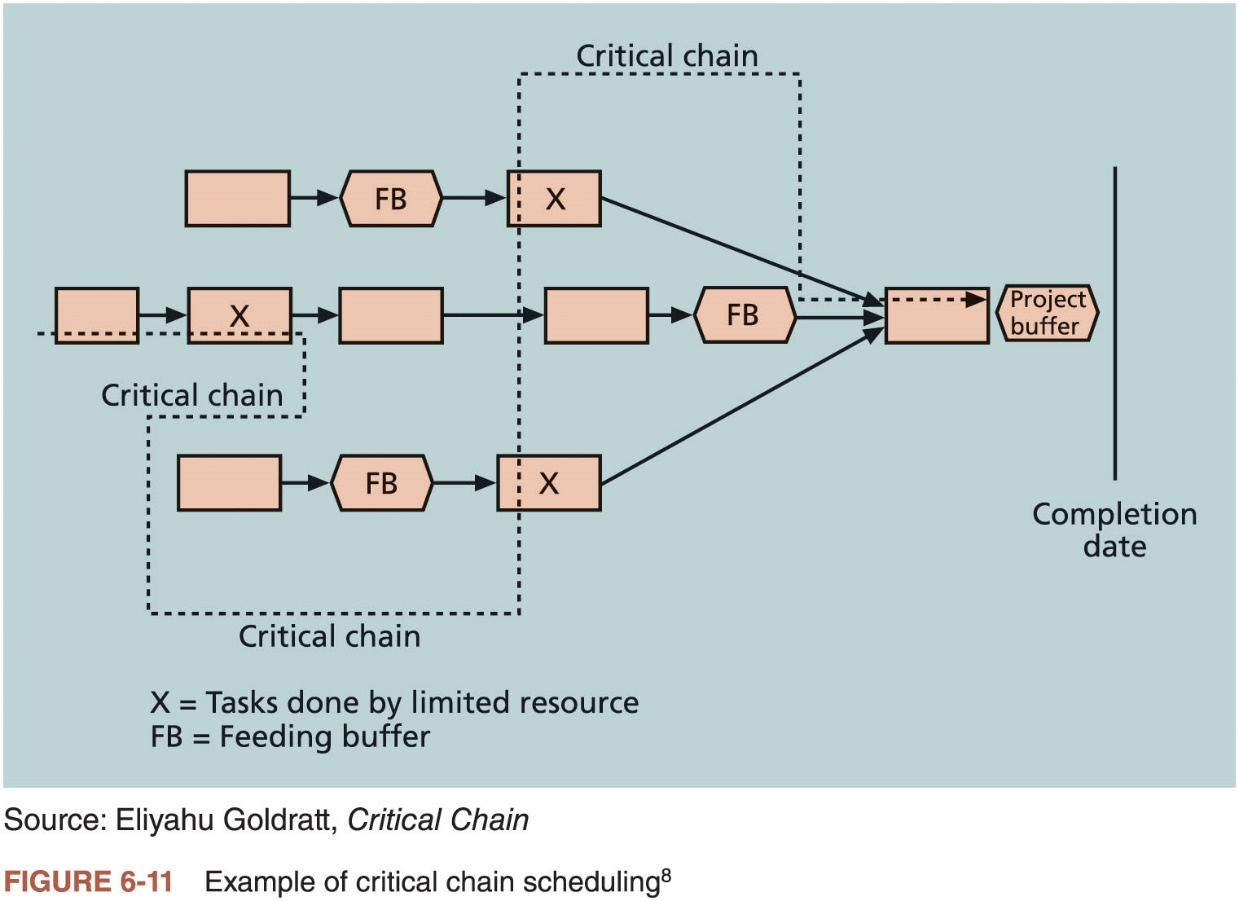 Critical chain
FB
X
X
FB
Project
buffer
Critical chain
FB
X
Completion
date
Critical chain
X = Tasks done by limited resource
FB = Feeding buffer
Source: Eliyahu Goldratt, Critical Chain
FIGURE 6-11 Example of critical chain scheduling⁸